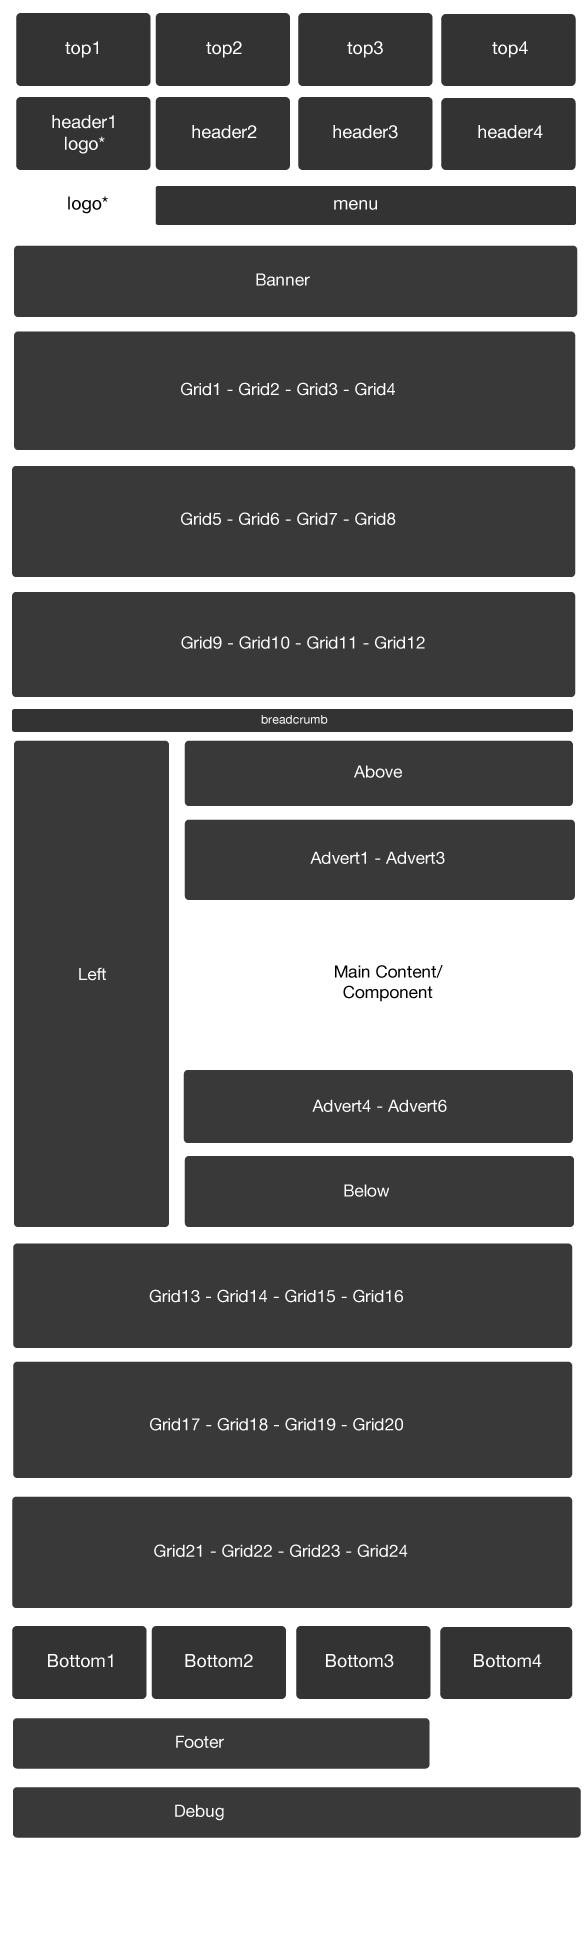 top1
top2
top3
top4
header1
logo*
header2
header3
header4
logo*
menu
Banner
Grid1 - Grid2 - Grid3 - Grid4
Grid5 - Grid6 - Grid7 - Grid8
Grid9 - Grid10 - Grid11 - Grid12
breadcrumb
Left
Above
Advert1 - Advert3
Main Content/
Component
Advert4 - Advert6
Below
Grid13 - Grid14 - Grid15 - Grid16
Grid17 - Grid18 - Grid19 - Grid20
Grid21 - Grid22 - Grid23 - Grid24
Bottom1
Bottom2
Bottom3
Bottom4
Footer
Debug